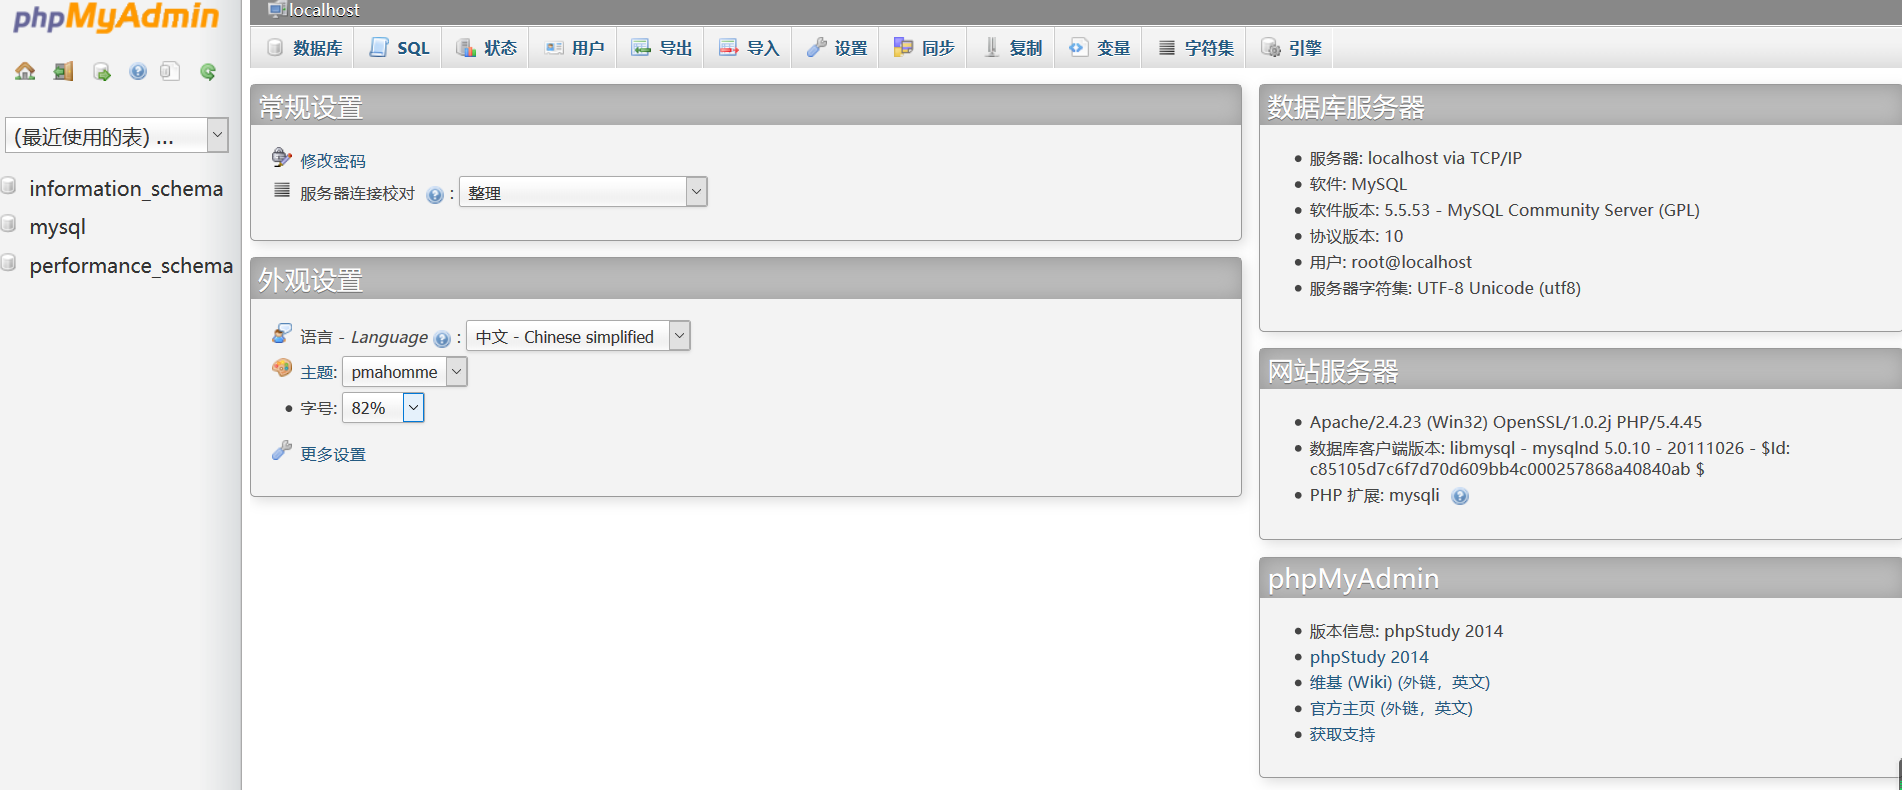 phpMyAdmin
(最近使用的表) ...
information_schema
mysql
performance_schema
localhost
数据库 SQL 状态 用户 导出 导入 设置 同步 复制 变量 字符集 引擎
常规设置
修改密码
服务器连接校对 : 整理
外观设置
语言 - Language : 中文 - Chinese simplified
主题: pmahomme
• 字号: 82%
更多设置
数据库服务器
• 服务器: localhost via TCP/IP
• 软件: MySQL
• 软件版本: 5.5.53 - MySQL Community Server (GPL)
• 协议版本: 10
• 用户: root@localhost
• 服务器字符集: UTF-8 Unicode (utf8)
网站服务器
• Apache/2.4.23 (Win32) OpenSSL/1.0.2j PHP/5.4.45
• 数据库客户端版本: libmysql - mysqlnd 5.0.10 - 20111026 - $Id:
c85105d7c6f7d70d609bb4c000257868a40840ab $
• PHP 扩展: mysqli
phpMyAdmin
• 版本信息: phpStudy 2014
• phpStudy 2014
• 维基 (Wiki) (外链，英文)
• 官方主页 (外链，英文)
• 获取支持